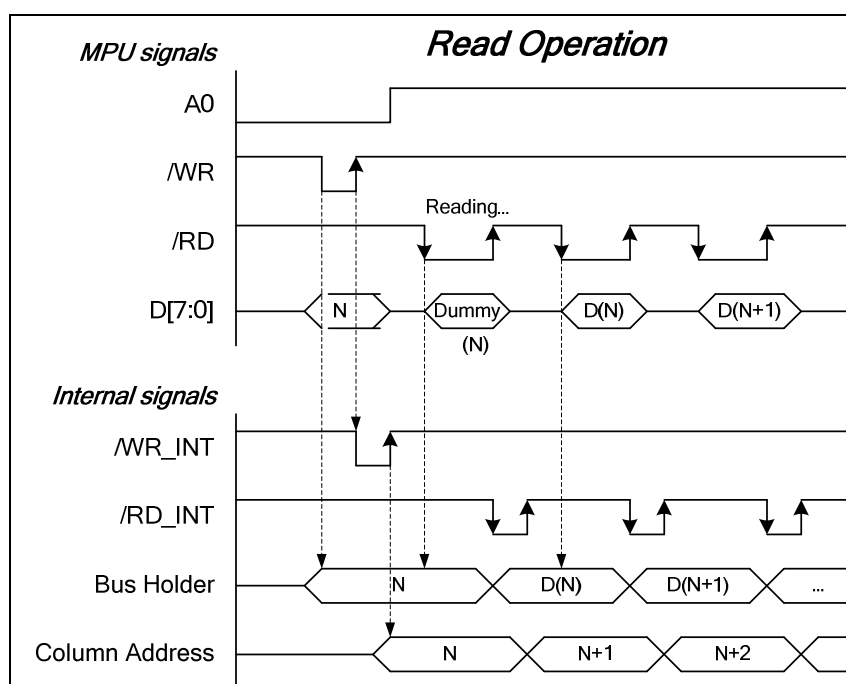 MPU signals
Read Operation
A0
/WR
Reading...
/RD
D[7:0]
N
Dummy
(N)
D(N)
D(N+1)
Internal signals
/WR_INT
/RD_INT
Bus Holder
N
D(N)
D(N+1)
...
Column Address
N
N+1
N+2